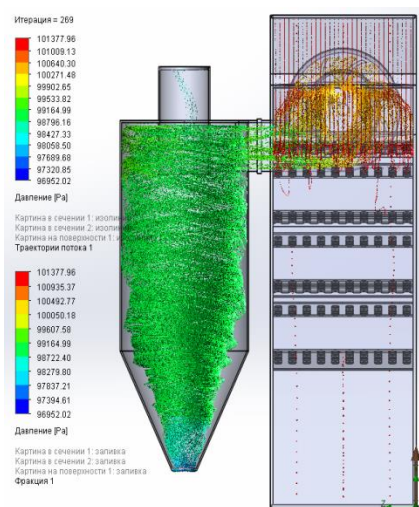 Итерация = 269
101377.96
101009.13
100640.30
100271.48
99902.65
99533.82
99164.99
98796.16
98427.33
98058.50
97689.68
97320.85
96952.02
Давление [Pa]
Картина в сечении 1: изолинии
Картина в сечении 2: изолинии
Картина на поверхности 1:
Траектории потока 1
101377.96
100935.37
100492.77
100050.18
99607.58
99164.99
98722.40
98279.80
97837.21
97394.61
96952.02
Давление [Pa]
Картина в сечении 1: заливка
Картина в сечении 2: заливка
Картина на поверхности 1: заливка
Фракция 1
Z